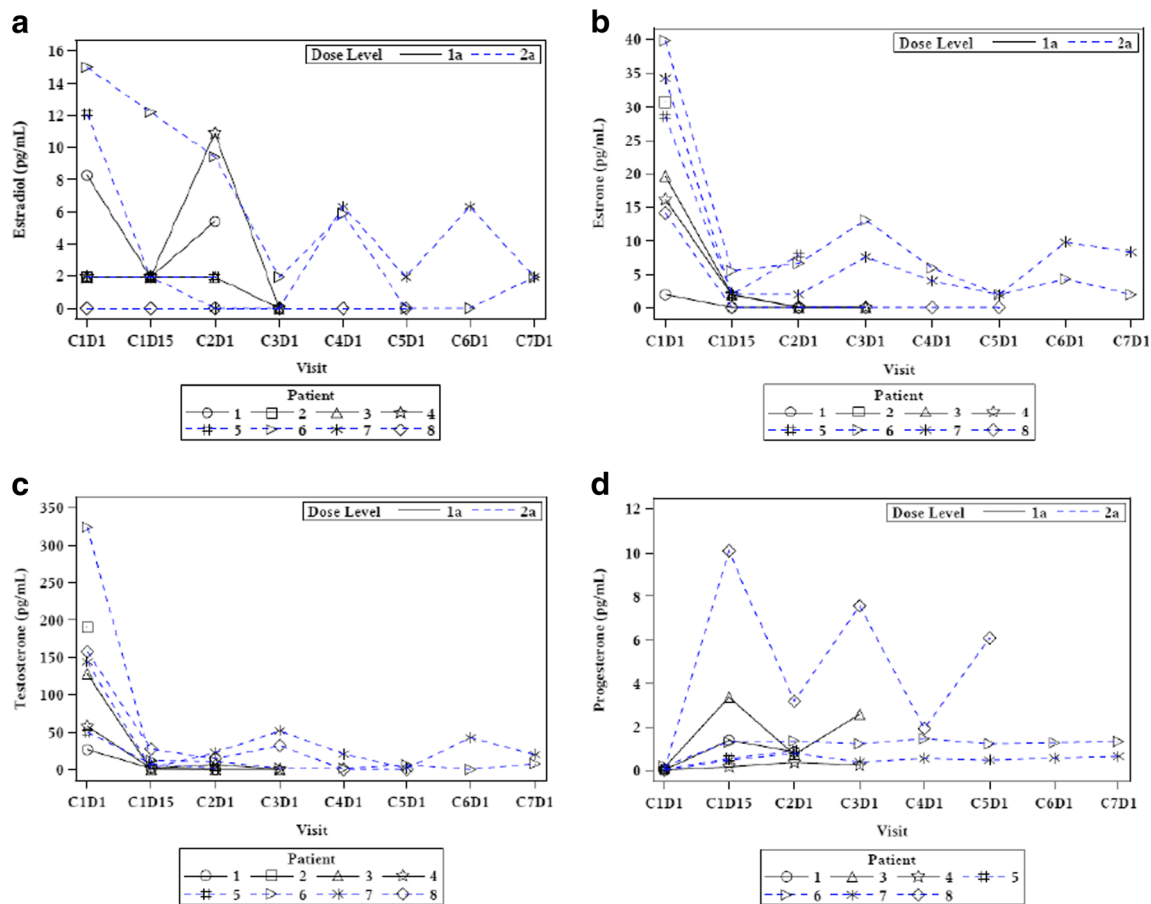 a
Dose Level 1a 2a
Estradiol (pg/mL)
16
14
12
10
8
6
4
2
0
C1D1 C1D15 C2D1 C3D1 C4D1 C5D1 C6D1 C7D1
Visit
Patient
1 2 3 4
5 6 7 8
b
Dose Level 1a 2a
Estrone (pg/mL)
40
35
30
25
20
15
10
5
0
C1D1 C1D15 C2D1 C3D1 C4D1 C5D1 C6D1 C7D1
Visit
Patient
1 2 3 4
5 6 7 8
c
Dose Level 1a 2a
Testosterone (pg/mL)
350
300
250
200
150
100
50
0
C1D1 C1D15 C2D1 C3D1 C4D1 C5D1 C6D1 C7D1
Visit
Patient
1 2 3 4
5 6 7 8
d
Dose Level 1a 2a
Progesterone (pg/mL)
12
10
8
6
4
2
0
C1D1 C1D15 C2D1 C3D1 C4D1 C5D1 C6D1 C7D1
Visit
Patient
1 3 4 5
6 7 8